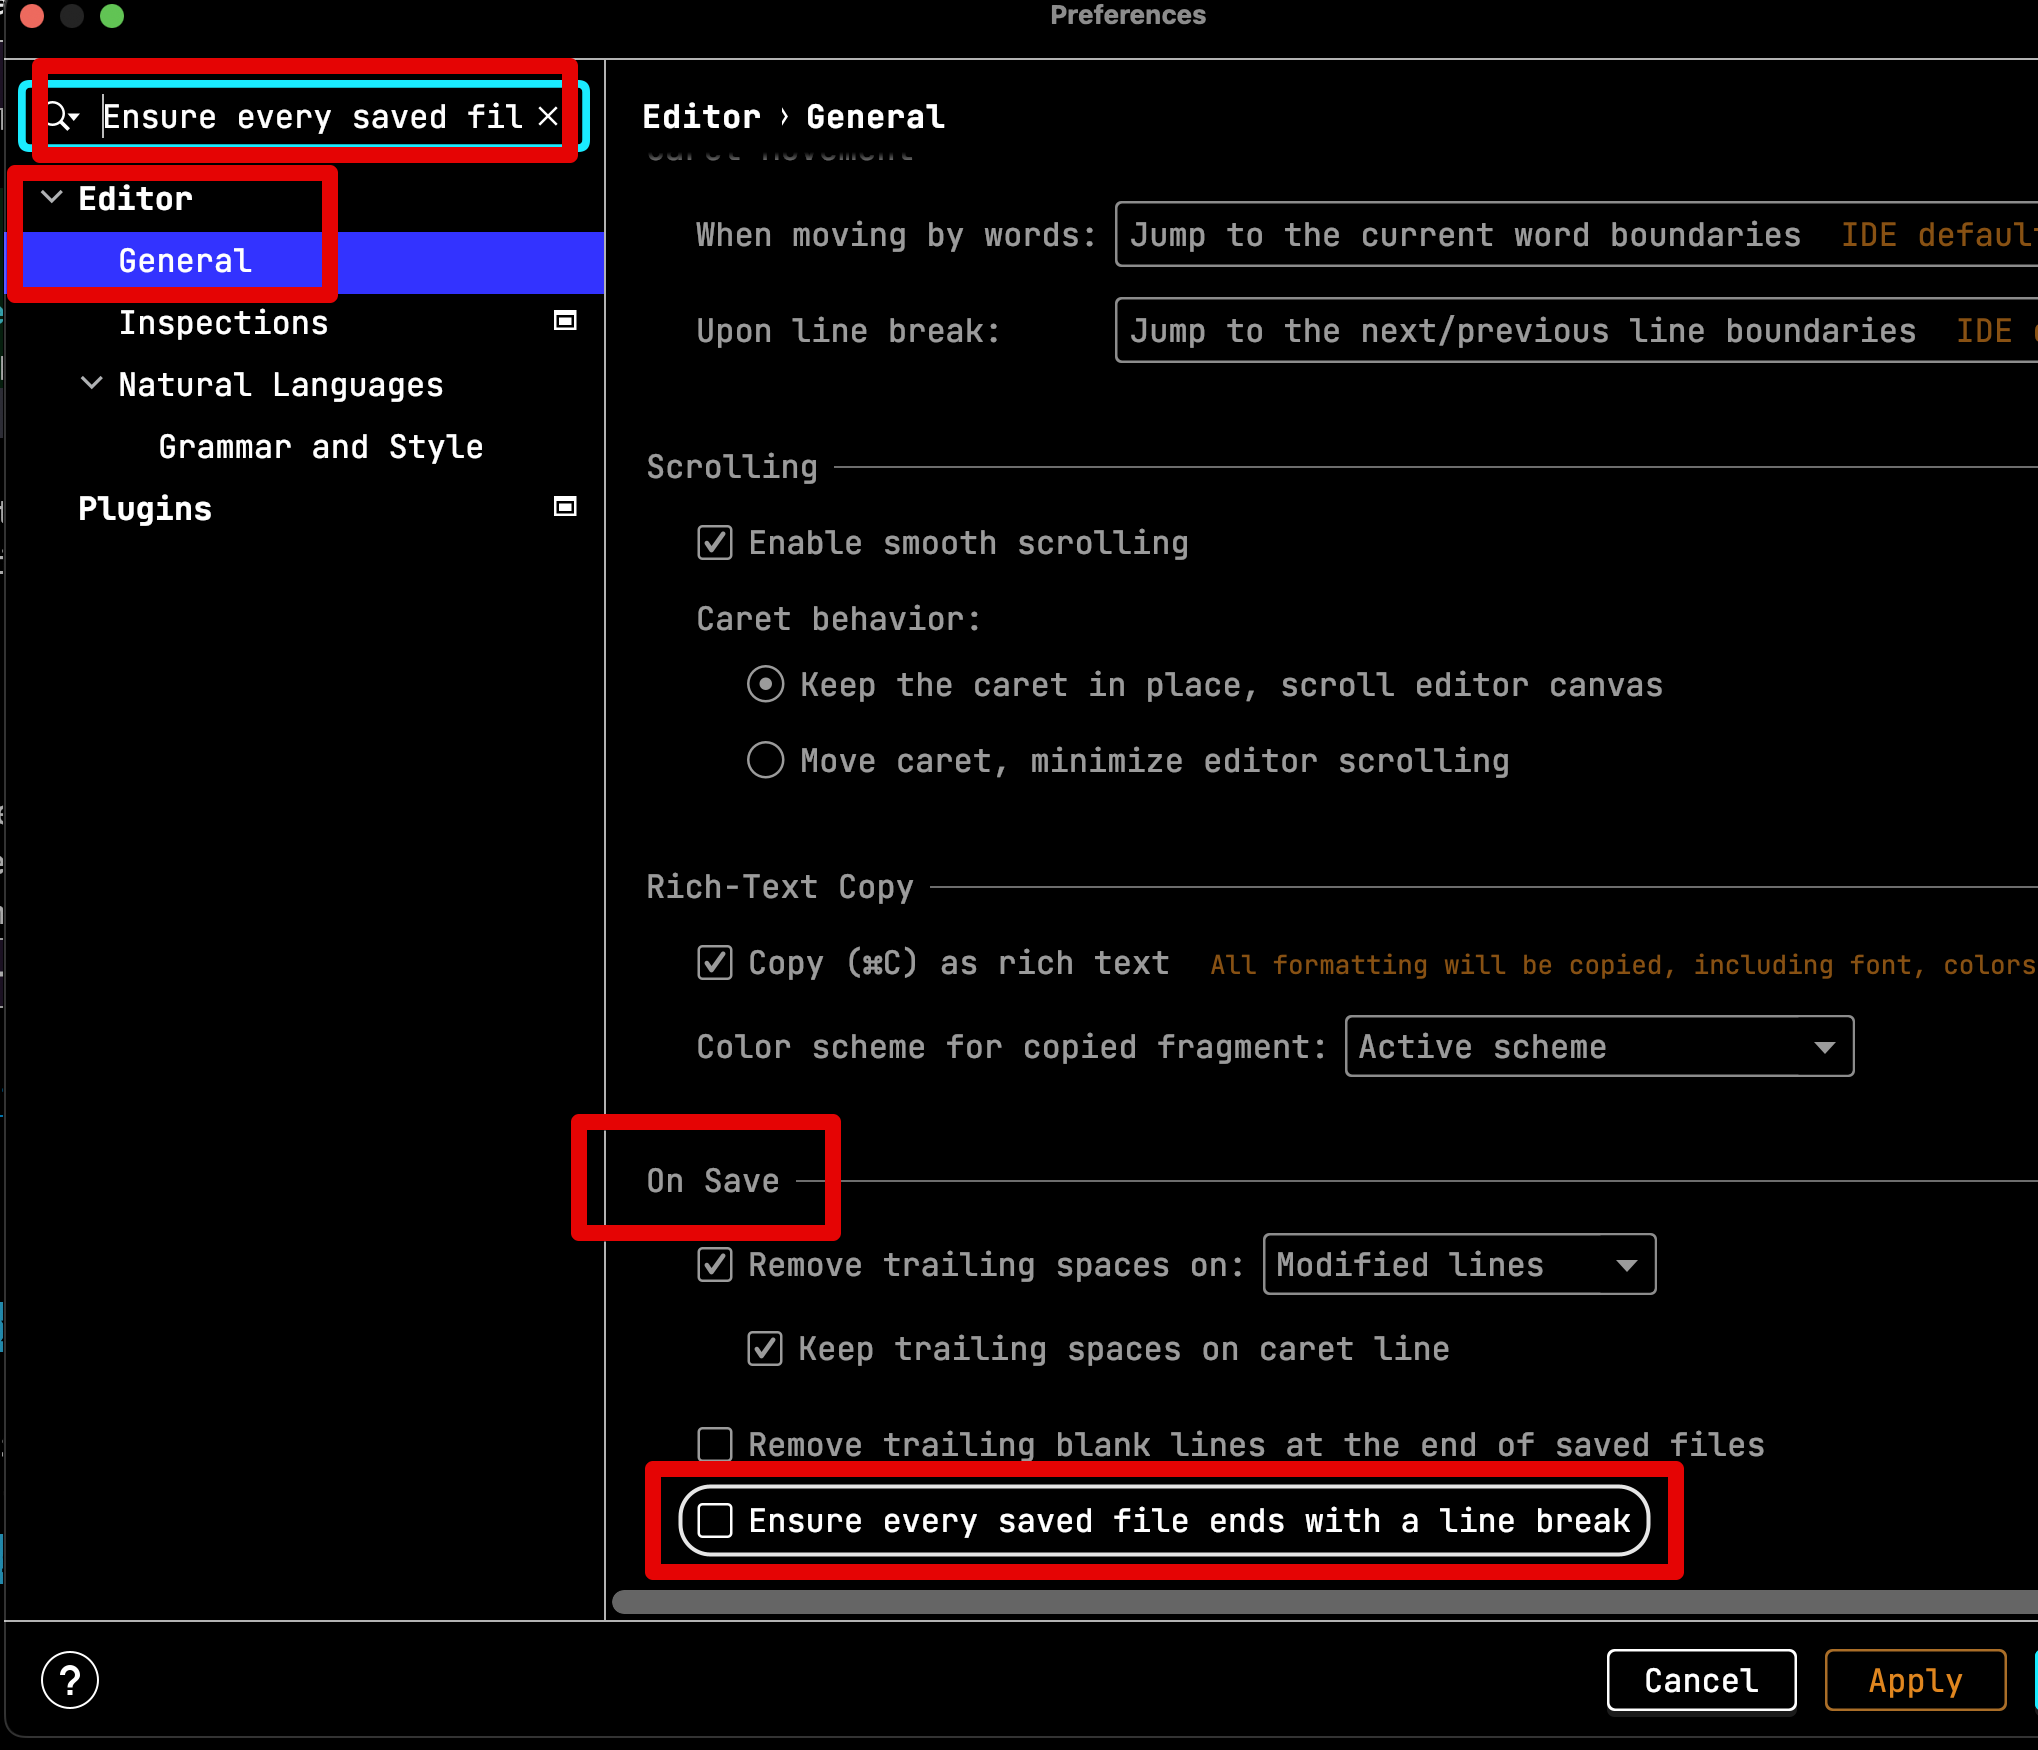 Preferences
Ensure every saved fil
Editor
General
Inspections
Natural Languages
Grammar and Style
Plugins
Editor › General
Caret Movement
When moving by words: Jump to the current word boundaries IDE default
Upon line break: Jump to the next/previous line boundaries IDE
Scrolling
Enable smooth scrolling
Caret behavior:
Keep the caret in place, scroll editor canvas
Move caret, minimize editor scrolling
Rich-Text Copy
Copy (⌘C) as rich text All formatting will be copied, including font, colors
Color scheme for copied fragment: Active scheme
On Save
Remove trailing spaces on: Modified lines
Keep trailing spaces on caret line
Remove trailing blank lines at the end of saved files
Ensure every saved file ends with a line break
?
Cancel
Apply